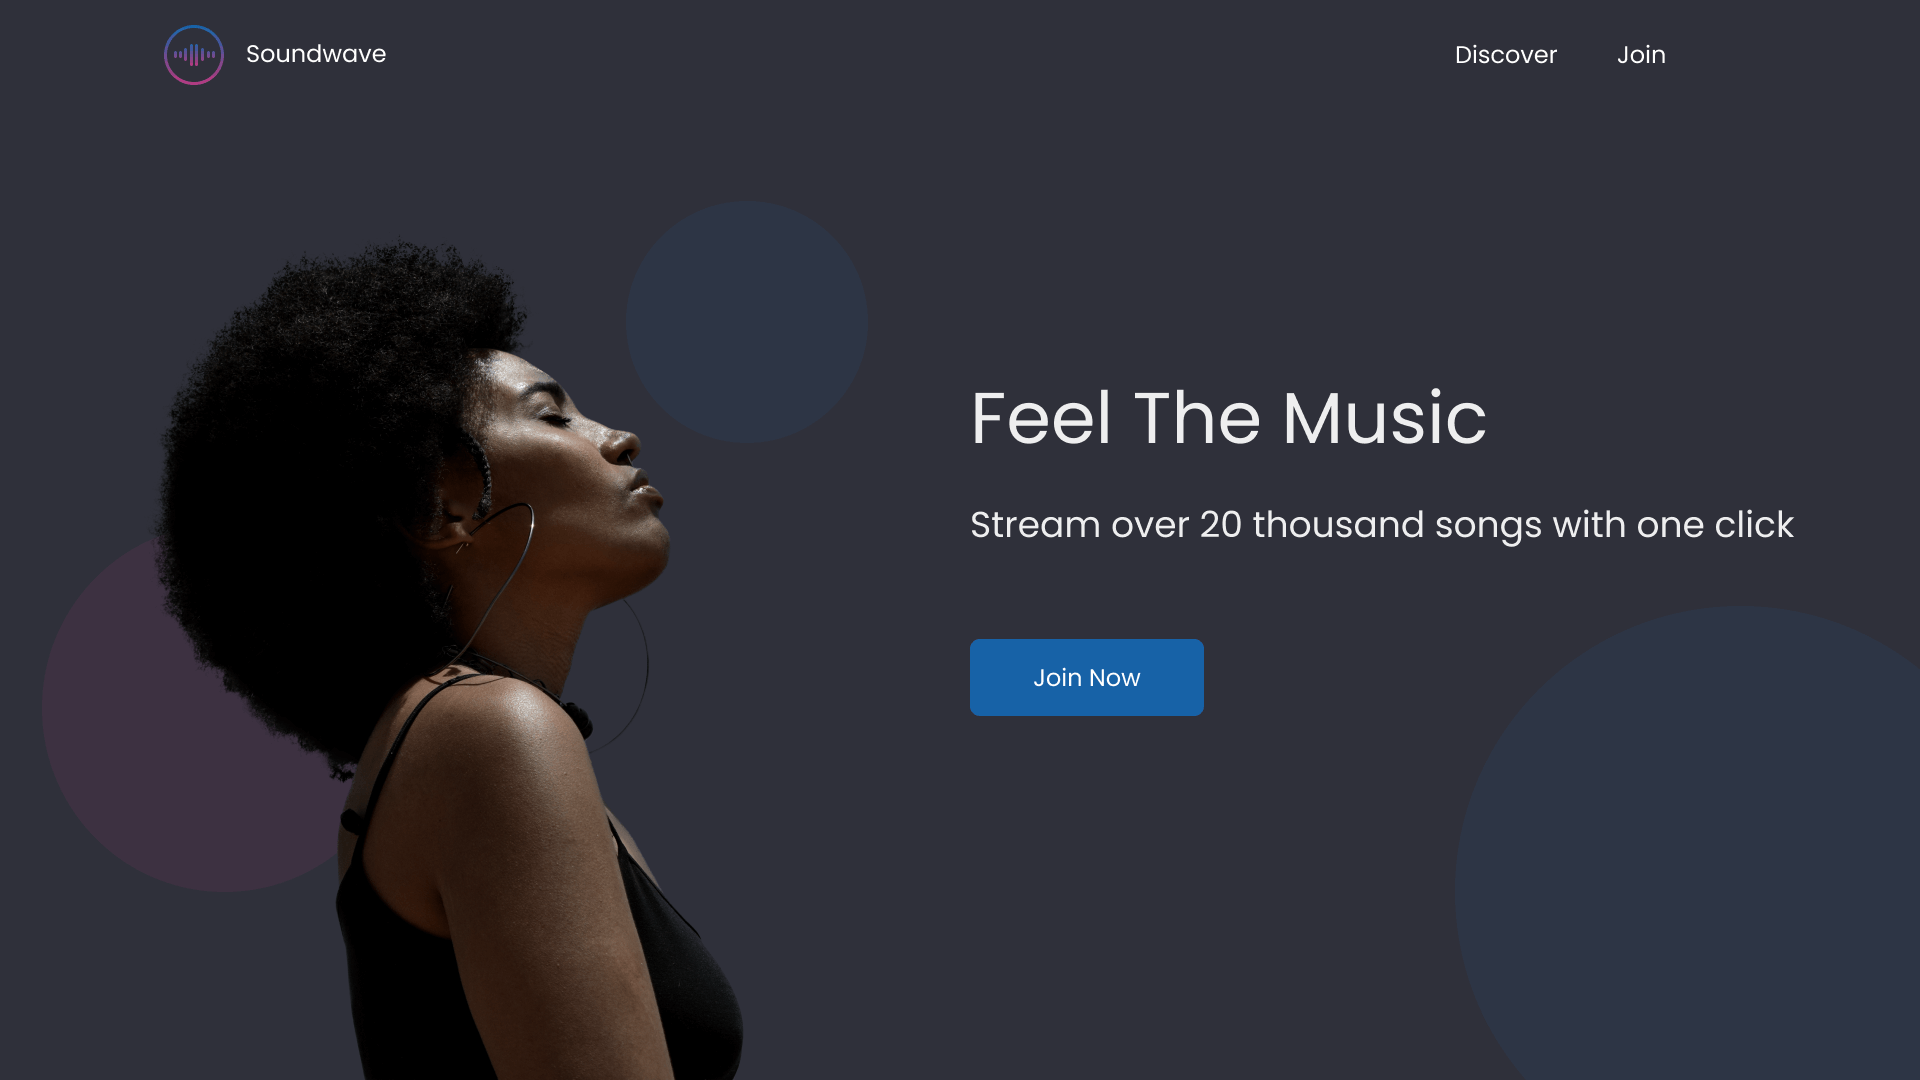 Soundwave
Discover
Join
Feel The Music
Stream over 20 thousand songs with one click
Join Now